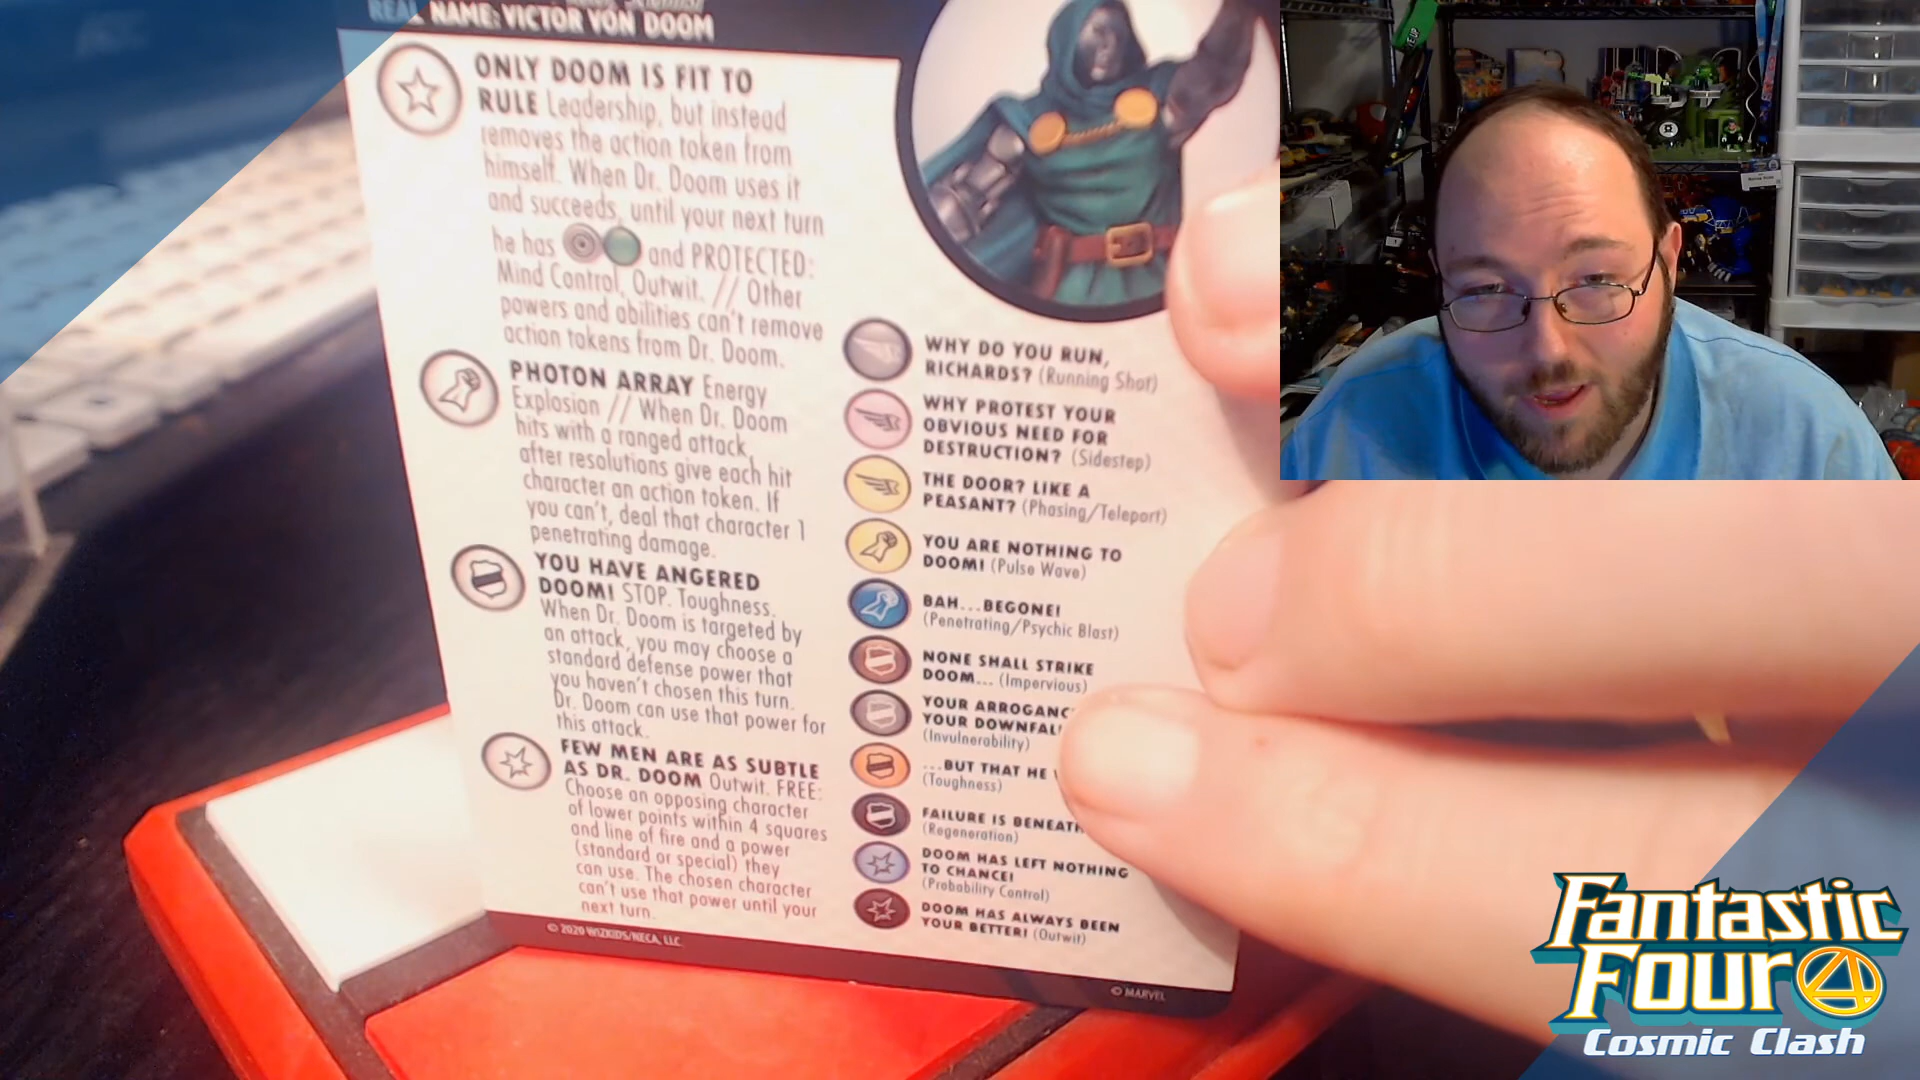 REAL NAME: VICTOR VON DOOM
ONLY DOOM IS FIT TO
RULE Leadership, but instead
removes the action token from
himself. When Dr. Doom uses it
and succeeds, until your next turn
he has and PROTECTED:
Mind Control, Outwit. // Other
powers and abilities can't remove
action tokens from Dr. Doom.
PHOTON ARRAY Energy
Explosion // When Dr. Doom
hits with a ranged attack,
after resolutions give each hit
character an action token. If
you can't, deal that character 1
penetrating damage.
YOU HAVE ANGERED
DOOM! STOP. Toughness.
When Dr. Doom is targeted by
an attack, you may choose a
standard defense power that
you haven't chosen this turn.
Dr. Doom can use that power for
this attack.
FEW MEN ARE AS SUBTLE
AS DR. DOOM Outwit. FREE:
Choose an opposing character
of lower points within 4 squares
and line of fire and a power
(standard or special) they
can use. The chosen character
can't use that power until your
next turn.
WHY DO YOU RUN,
RICHARDS? (Running Shot)
WHY PROTEST YOUR
OBVIOUS NEED FOR
DESTRUCTION? (Sidestep)
THE DOOR? LIKE A
PEASANT? (Phasing/Teleport)
YOU ARE NOTHING TO
DOOM! (Pulse Wave)
BAH...BEGONE!
(Penetrating/Psychic Blast)
NONE SHALL STRIKE
DOOM... (Impervious)
YOUR ARROGANC
YOUR DOWNFAL
(Invulnerability)
...BUT THAT HE
(Toughness)
FAILURE IS BENEATH
(Regeneration)
DOOM HAS LEFT NOTHING
TO CHANCE!
(Probability Control)
DOOM HAS ALWAYS BEEN
YOUR BETTER! (Outwit)
© 2020 WIZKIDS/NECA, LLC.
© MARVEL
Fantastic
Four 4
Cosmic Clash